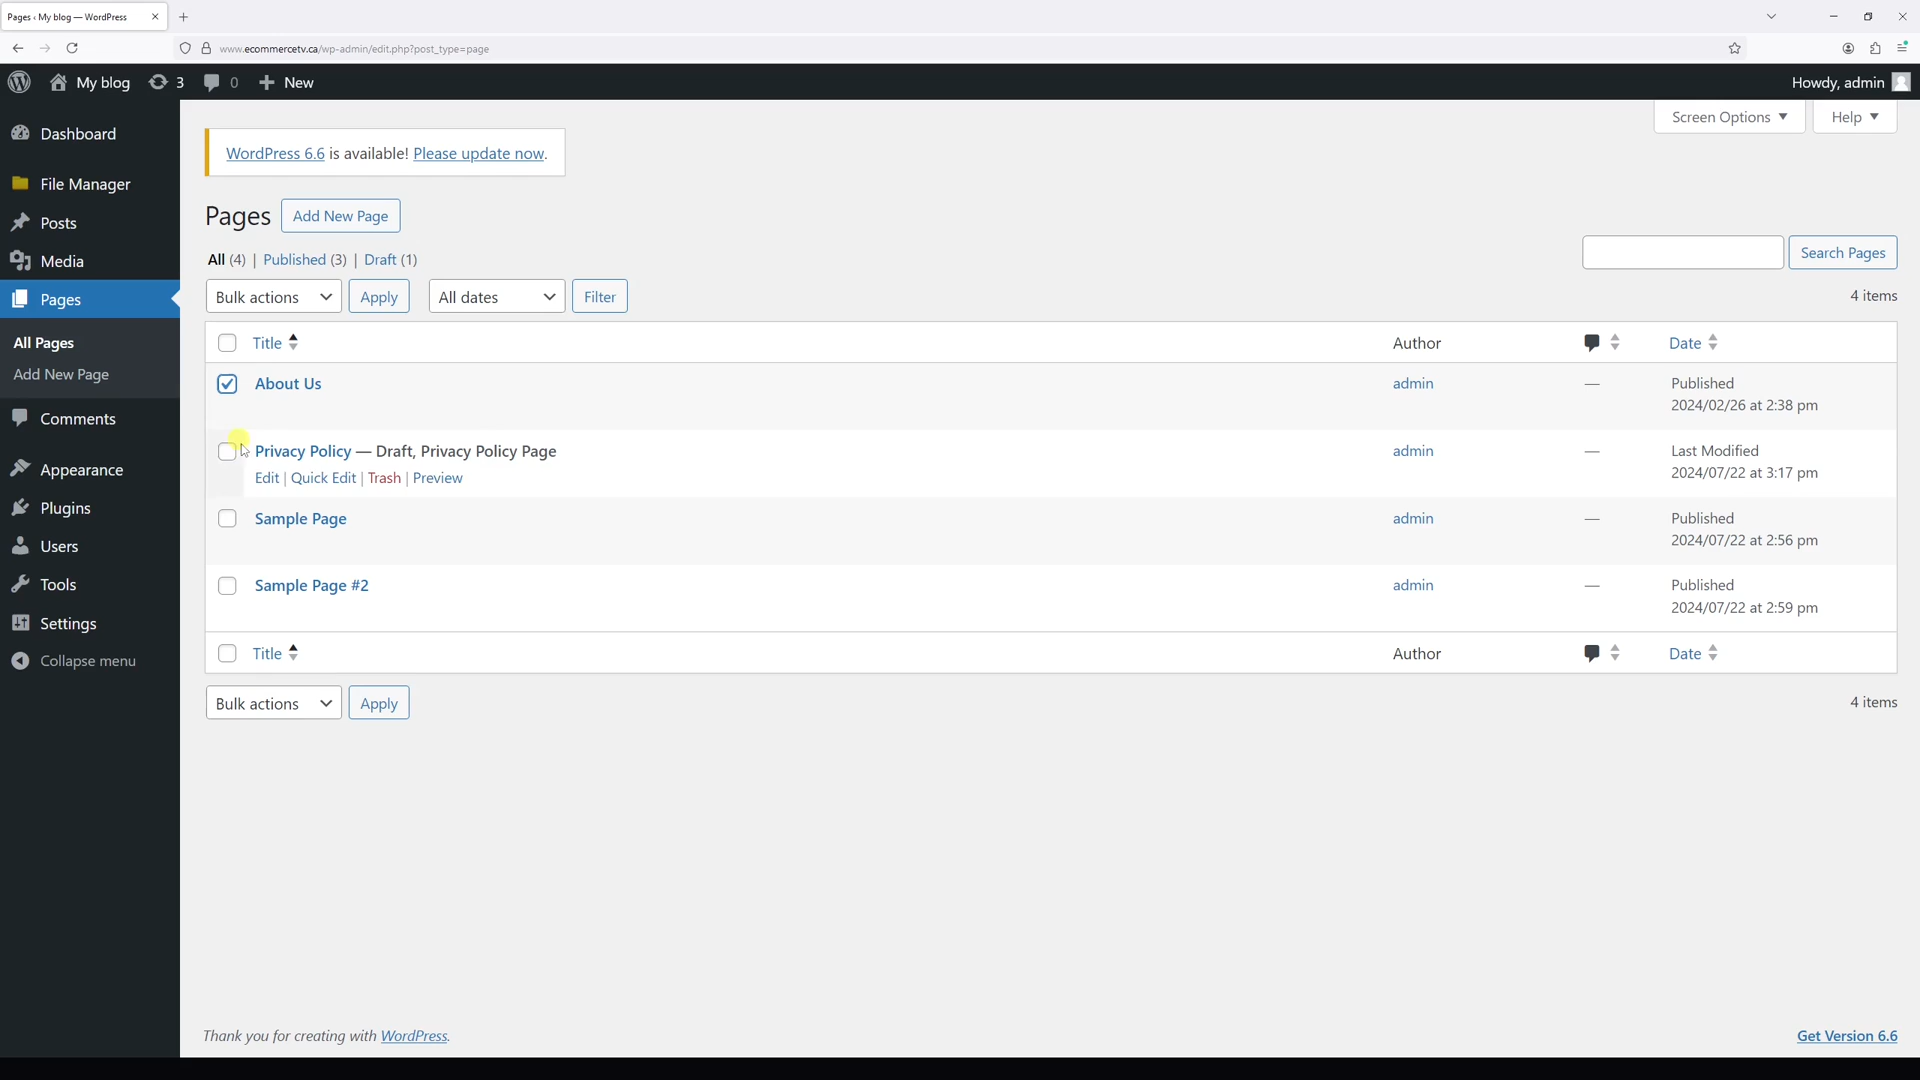 Pages ‹ My blog — WordPress
www.ecommercetv.ca/wp-admin/edit.php?post_type=page
My blog 3 0 New Howdy, admin
Screen Options Help
Dashboard
File Manager
Posts
Media
Pages
All Pages
Add New Page
Comments
Appearance
Plugins
Users
Tools
Settings
Collapse menu
WordPress 6.6 is available! Please update now.
Pages Add New Page
All (4) | Published (3) | Draft (1)
Search Pages
Bulk actions Apply All dates Filter 4 items
Title Author Date
About Us admin — Published
2024/02/26 at 2:38 pm
Privacy Policy — Draft, Privacy Policy Page admin — Last Modified
Edit | Quick Edit | Trash | Preview 2024/07/22 at 3:17 pm
Sample Page admin — Published
2024/07/22 at 2:56 pm
Sample Page #2 admin — Published
2024/07/22 at 2:59 pm
Title Author Date
Bulk actions Apply 4 items
Thank you for creating with WordPress. Get Version 6.6